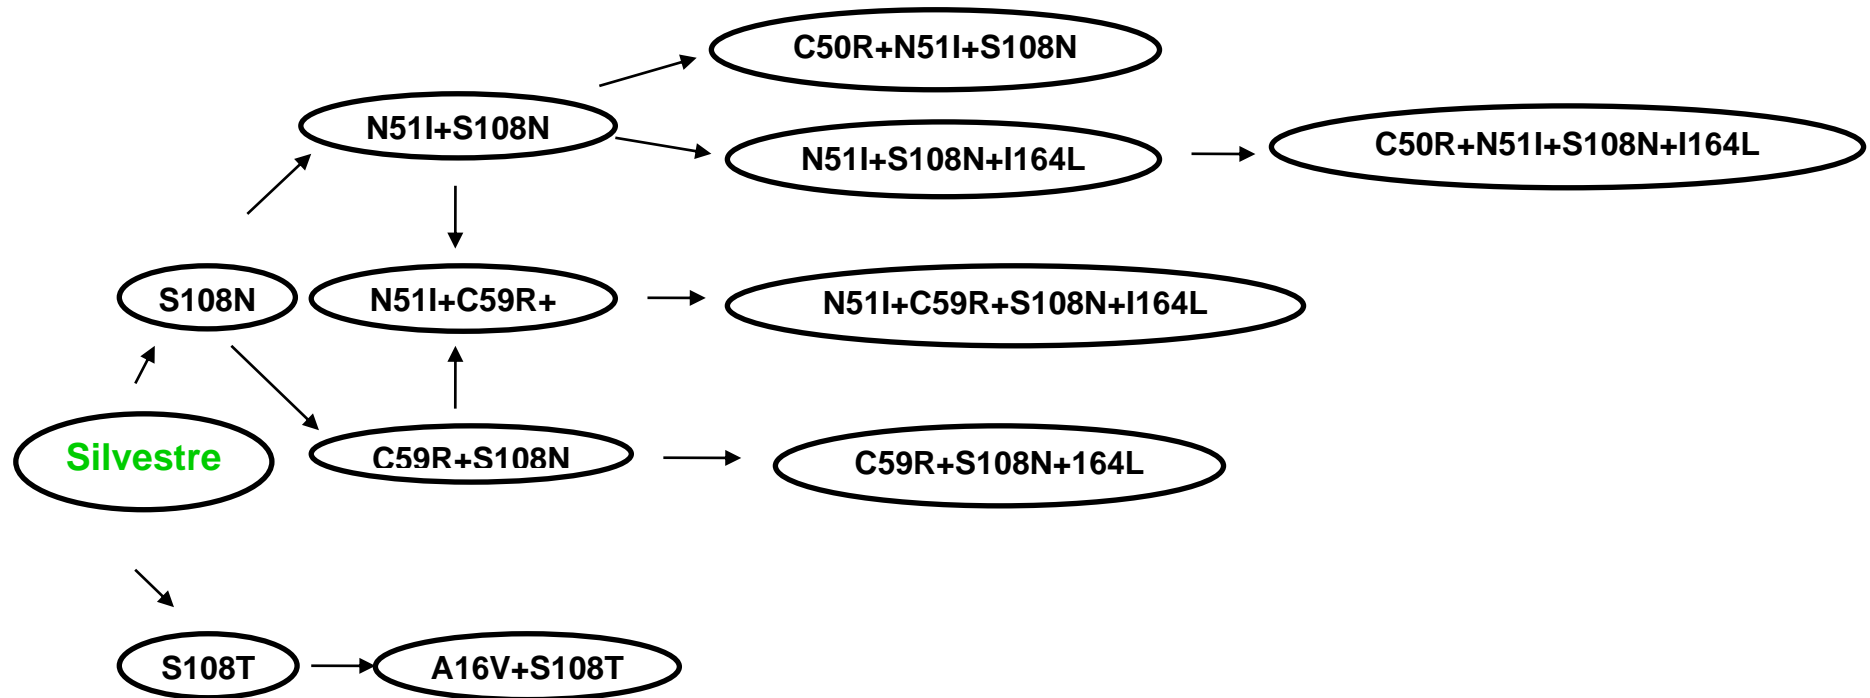 C50R+N51I+S108N
N51I+S108N
N51I+S108N+I164L
C50R+N51I+S108N+I164L
S108N
N51I+C59R+
N51I+C59R+S108N+I164L
Silvestre
C59R+S108N
C59R+S108N+164L
S108T
A16V+S108T